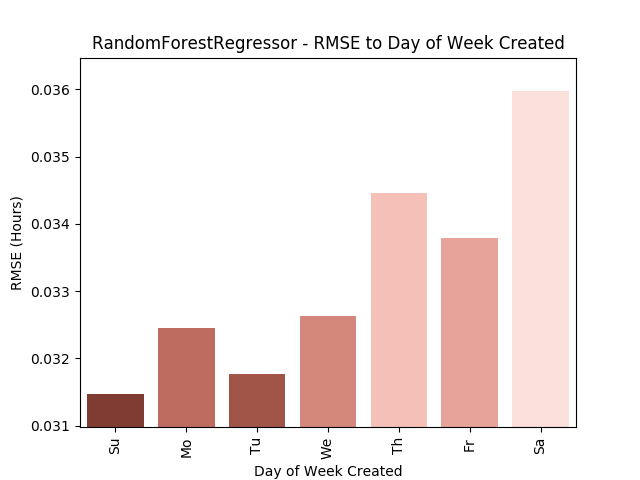 RandomForestRegressor - RMSE to Day of Week Created
0.036
0.035
0.034
0.033
0.032
0.031
RMSE (Hours)
Su Mo Tu We Th Fr Sa
Day of Week Created